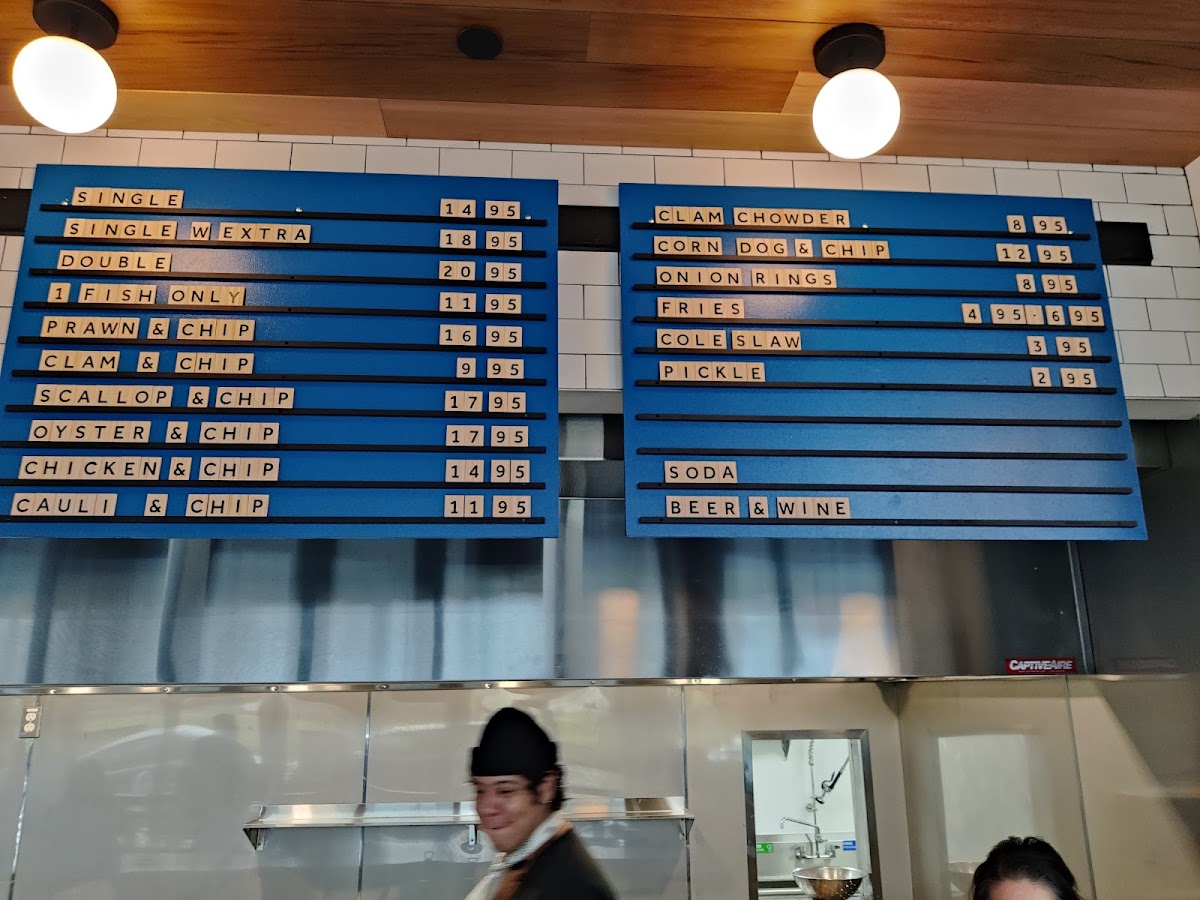 SINGLE 14 95
SINGLE W EXTRA 18 95
DOUBLE 20 95
1 FISH ONLY 11 95
PRAWN & CHIP 16 95
CLAM & CHIP 9 95
SCALLOP & CHIP 17 95
OYSTER & CHIP 17 95
CHICKEN & CHIP 14 95
CAULI & CHIP 11 95
CLAM CHOWDER 8 95
CORN DOG & CHIP 12 95
ONION RINGS 8 95
FRIES 4 95 · 6 95
COLE SLAW 3 95
PICKLE 2 95
SODA
BEER & WINE
CAPTIVEAIRE